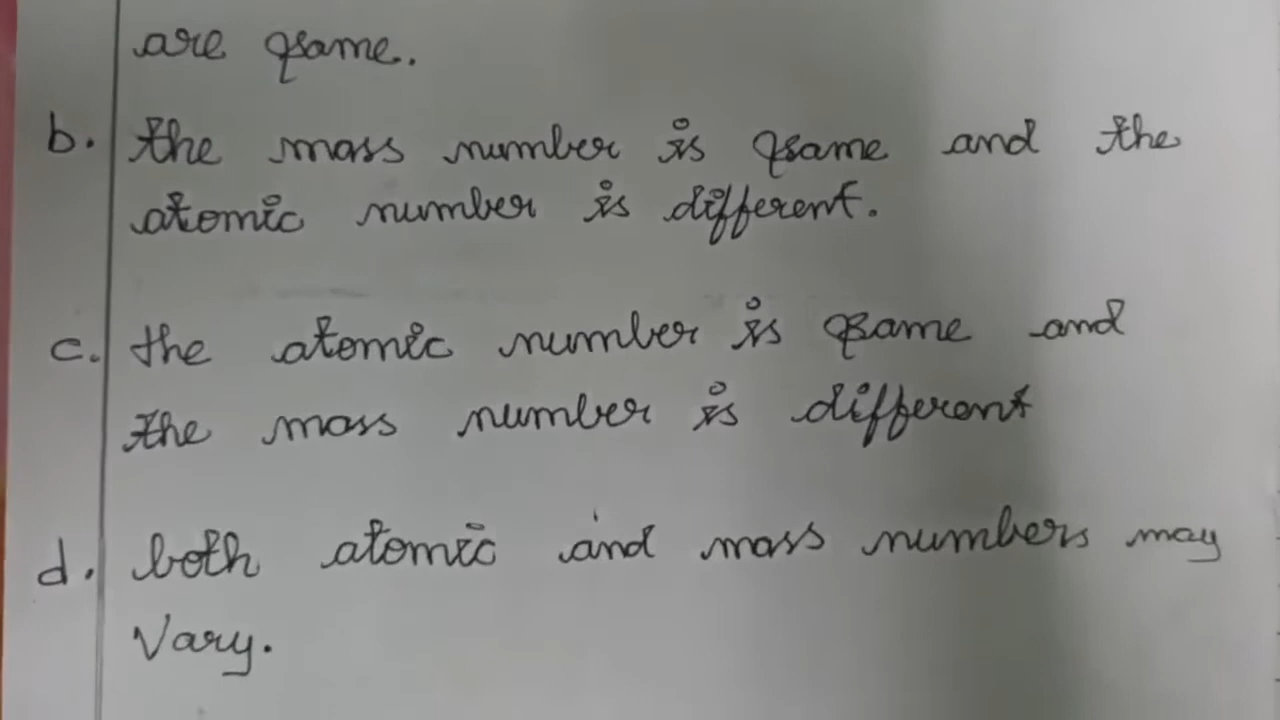 are same.
b. the mass number is same and the
atomic number is different.
c. the atomic number is same and
the mass number is different
d. both atomic and mass numbers may
Vary.